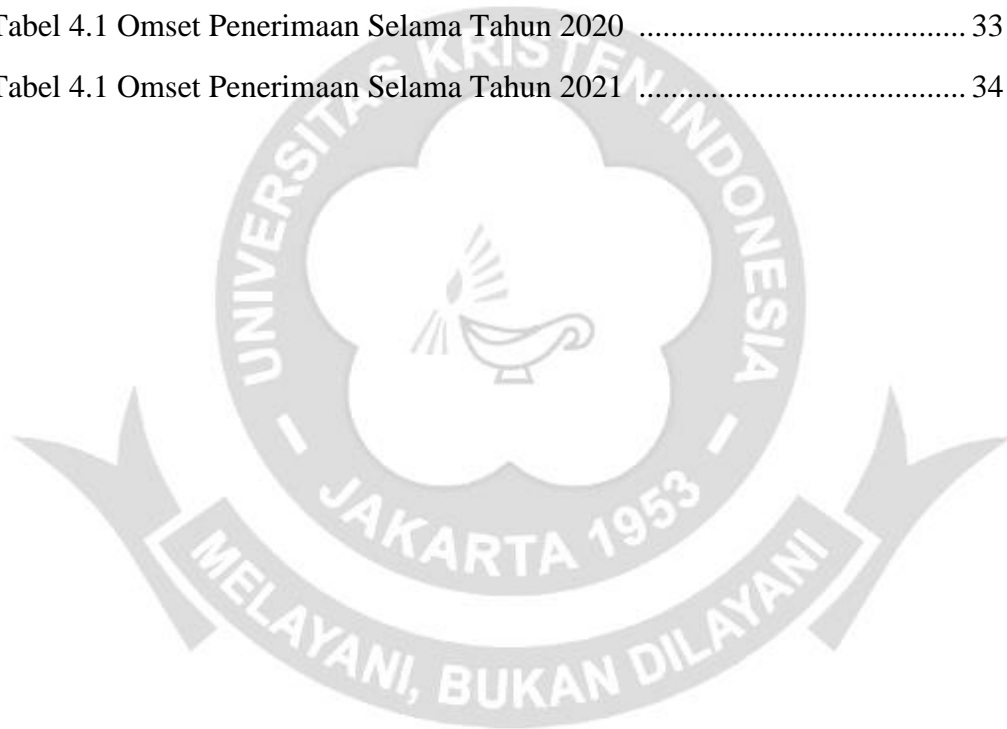 Tabel 4.1 Omset Penerimaan Selama Tahun 2020 ......................................... 33
Tabel 4.1 Omset Penerimaan Selama Tahun 2021 ......................................... 34
UNIVERSITAS KRISTEN INDONESIA
- JAKARTA 1953 -
MELAYANI, BUKAN DILAYANI